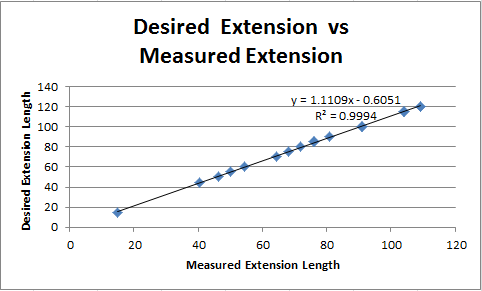 Desired Extension vs
Measured Extension
Desired Extension Length
140
120
100
80
60
40
20
0
y = 1.1109x - 0.6051
R² = 0.9994
0 20 40 60 80 100 120
Measured Extension Length